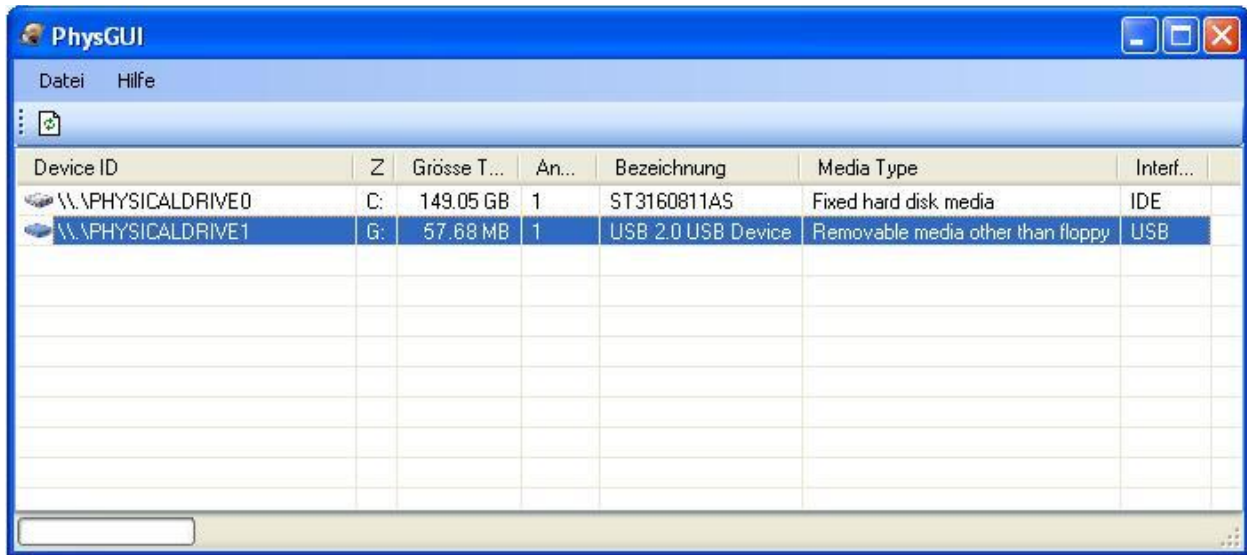 PhysGUI
Datei Hilfe
Device ID Z Grösse T... An... Bezeichnung Media Type Interf...
\\.\PHYSICALDRIVE0 C: 149.05 GB 1 ST3160811AS Fixed hard disk media IDE
\\.\PHYSICALDRIVE1 G: 57.68 MB 1 USB 2.0 USB Device Removable media other than floppy USB